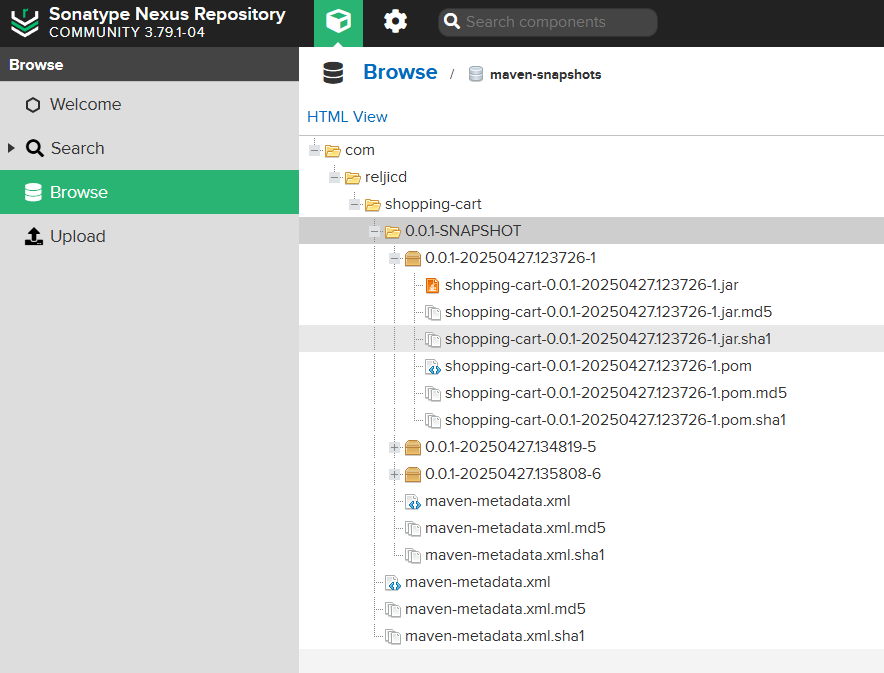 Sonatype Nexus Repository
COMMUNITY 3.79.1-04
Search components
Browse
Welcome
Search
Browse
Upload
Browse / maven-snapshots
HTML View
com
reljicd
shopping-cart
0.0.1-SNAPSHOT
0.0.1-20250427.123726-1
shopping-cart-0.0.1-20250427.123726-1.jar
shopping-cart-0.0.1-20250427.123726-1.jar.md5
shopping-cart-0.0.1-20250427.123726-1.jar.sha1
shopping-cart-0.0.1-20250427.123726-1.pom
shopping-cart-0.0.1-20250427.123726-1.pom.md5
shopping-cart-0.0.1-20250427.123726-1.pom.sha1
0.0.1-20250427.134819-5
0.0.1-20250427.135808-6
maven-metadata.xml
maven-metadata.xml.md5
maven-metadata.xml.sha1
maven-metadata.xml
maven-metadata.xml.md5
maven-metadata.xml.sha1